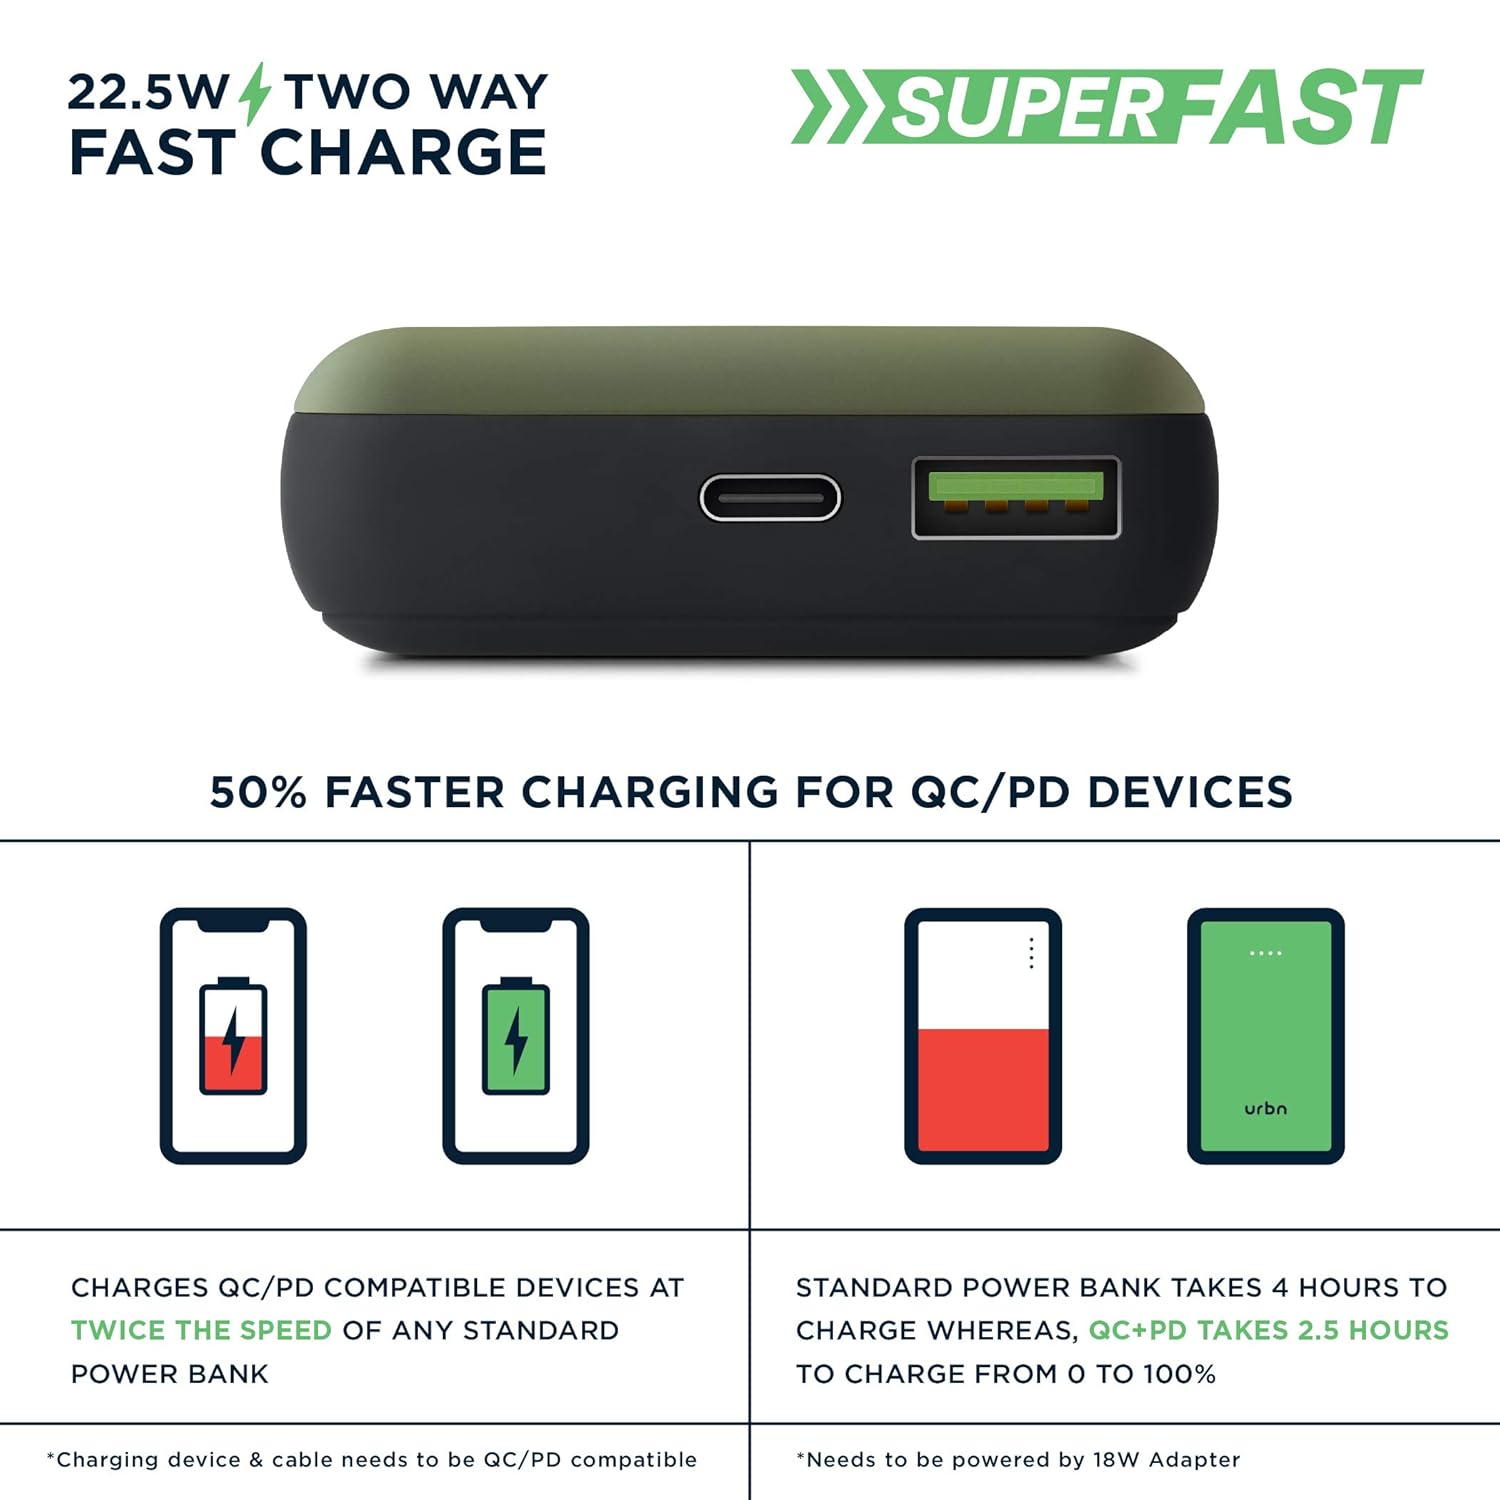 22.5W TWO WAY
FAST CHARGE
SUPERFAST
50% FASTER CHARGING FOR QC/PD DEVICES
urbn
CHARGES QC/PD COMPATIBLE DEVICES AT
TWICE THE SPEED OF ANY STANDARD
POWER BANK
STANDARD POWER BANK TAKES 4 HOURS TO
CHARGE WHEREAS, QC+PD TAKES 2.5 HOURS
TO CHARGE FROM 0 TO 100%
*Charging device & cable needs to be QC/PD compatible
*Needs to be powered by 18W Adapter